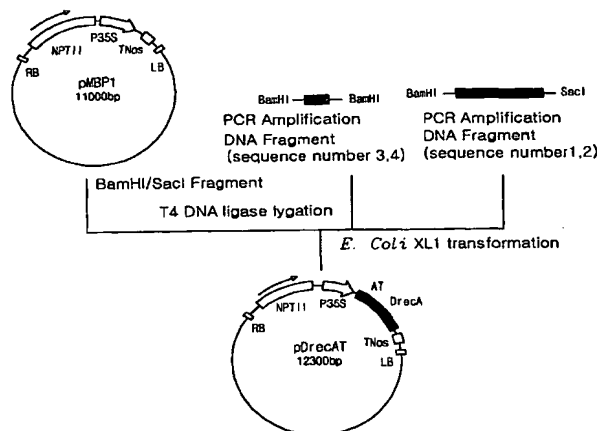 P35S
NPTII
TNos
RB
LB
pMBP1
11000bp
BamHI
BamHI
PCR Amplification
DNA Fragment
(sequence number 3,4)
BamHI
SacI
PCR Amplification
DNA Fragment
(sequence number1,2)
BamHI/SacI Fragment
T4 DNA ligase lygation
E. Coli XL1 transformation
AT
P35S
DrecA
NPTII
RB
TNos
pDrecAT
LB
12300bp